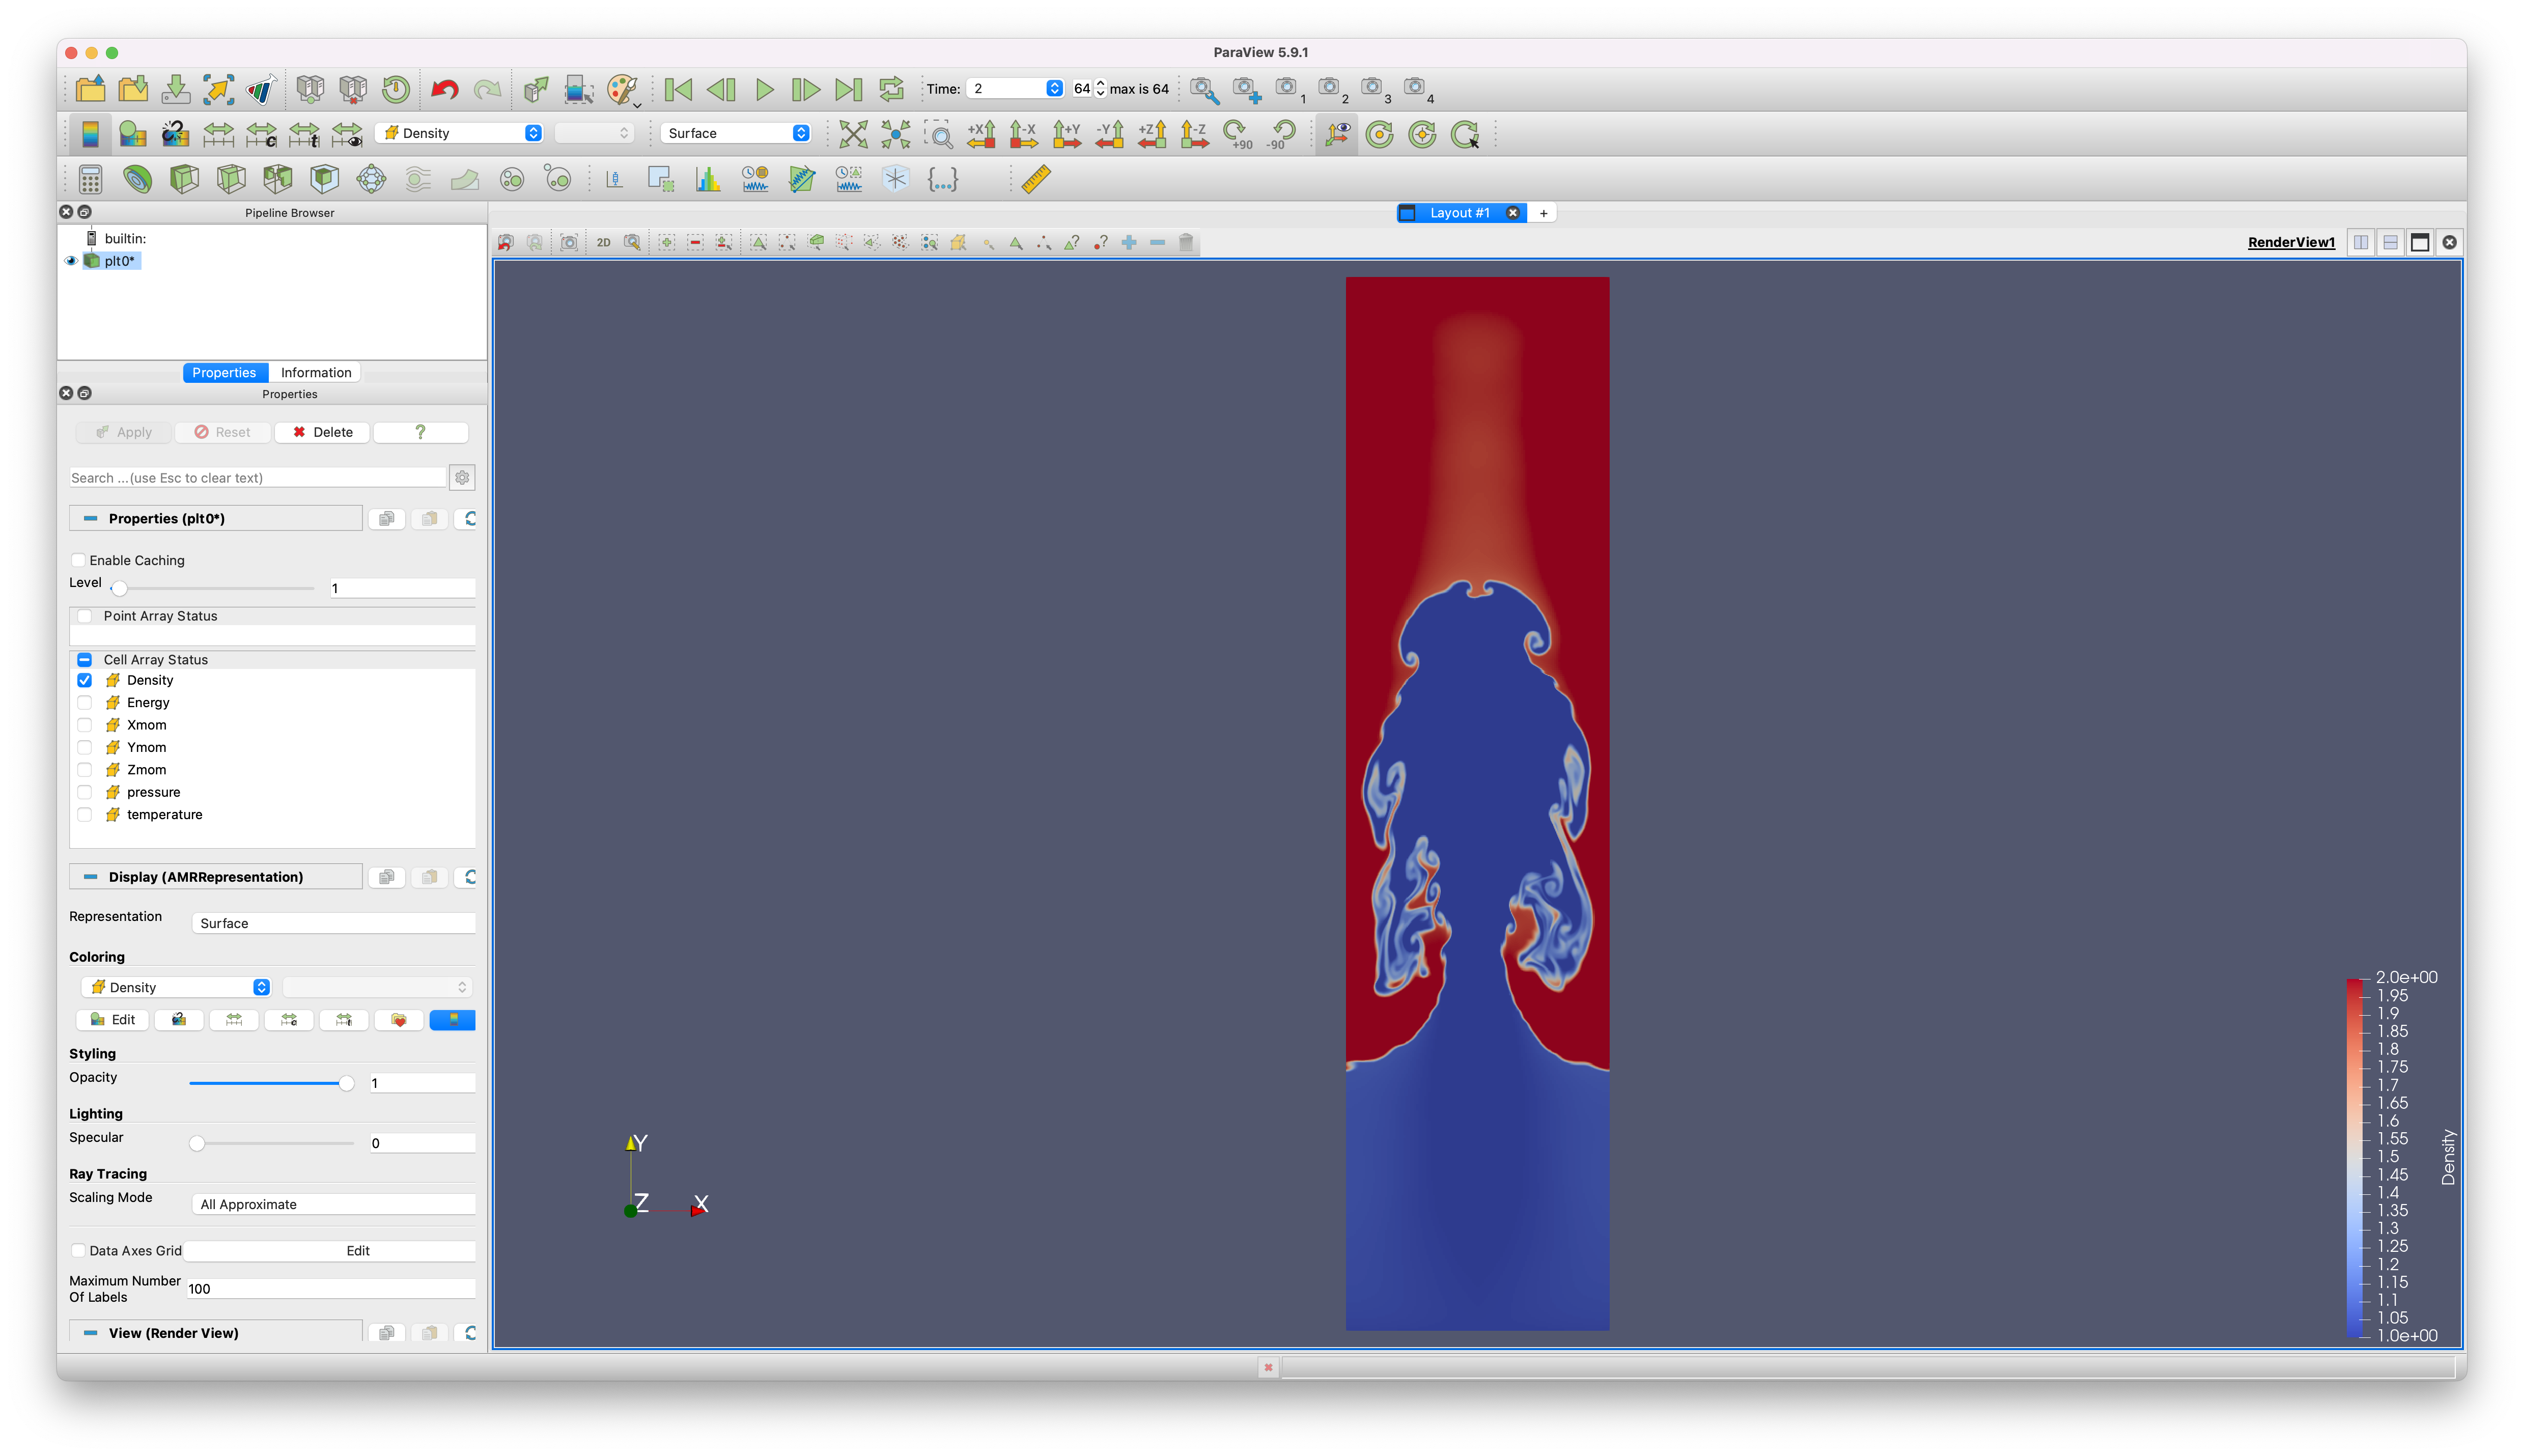 ParaView 5.9.1
Time: 2 64 max is 64 1 2 3 4
Density Surface +X -X +Y -Y +Z -Z +90 -90
Pipeline Browser
builtin:
plt0*
Properties Information
Properties
Apply Reset Delete ?
Search ...(use Esc to clear text)
Properties (plt0*)
Enable Caching
Level 1
Point Array Status
Cell Array Status
Density
Energy
Xmom
Ymom
Zmom
pressure
temperature
Display (AMRRepresentation)
Representation Surface
Coloring
Density
Edit
Styling
Opacity 1
Lighting
Specular 0
Ray Tracing
Scaling Mode All Approximate
Data Axes Grid Edit
Maximum Number
Of Labels 100
View (Render View)
Layout #1 +
2D RenderView1
Y
Z X
2.0e+00
1.95
1.9
1.85
1.8
1.75
1.7
1.65
1.6
1.55
1.5
1.45
1.4
1.35
1.3
1.25
1.2
1.15
1.1
1.05
1.0e+00
Density